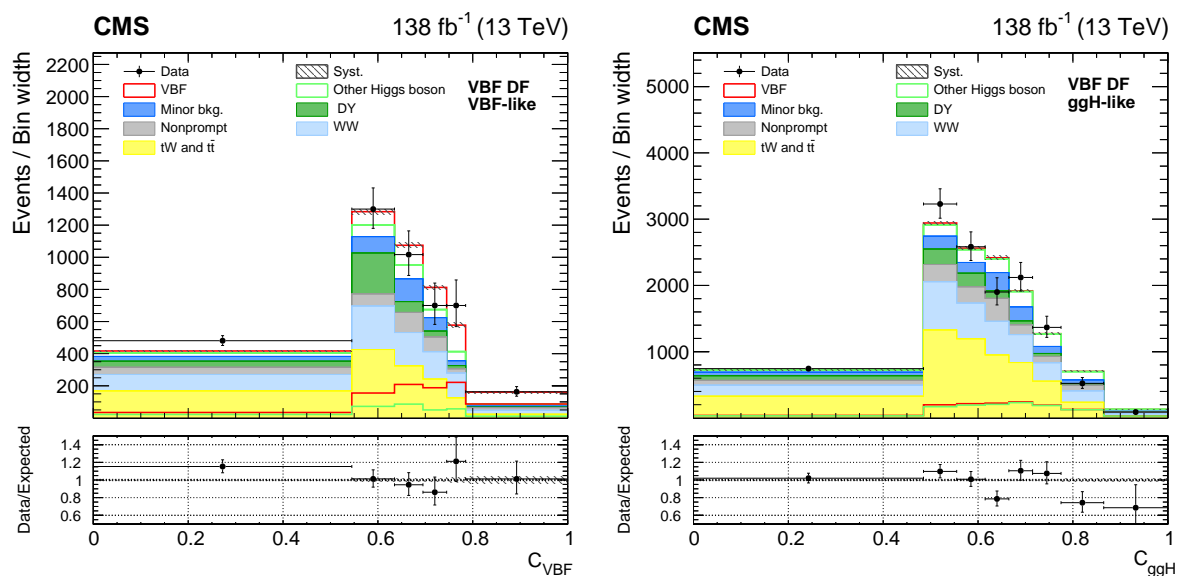 CMS 138 fb⁻¹ (13 TeV)
Events / Bin width
2200
2000
1800
1600
1400
1200
1000
800
600
400
200
Data Syst.
VBF Other Higgs boson
Minor bkg. DY
Nonprompt WW
tW and tt̄
VBF DF
VBF-like
Data/Expected
1.4
1.2
1
0.8
0.6
0 0.2 0.4 0.6 0.8 1
C_VBF
CMS 138 fb⁻¹ (13 TeV)
Events / Bin width
5000
4000
3000
2000
1000
Data Syst.
VBF Other Higgs boson
Minor bkg. DY
Nonprompt WW
tW and tt̄
VBF DF
ggH-like
Data/Expected
1.4
1.2
1
0.8
0.6
0 0.2 0.4 0.6 0.8 1
C_ggH